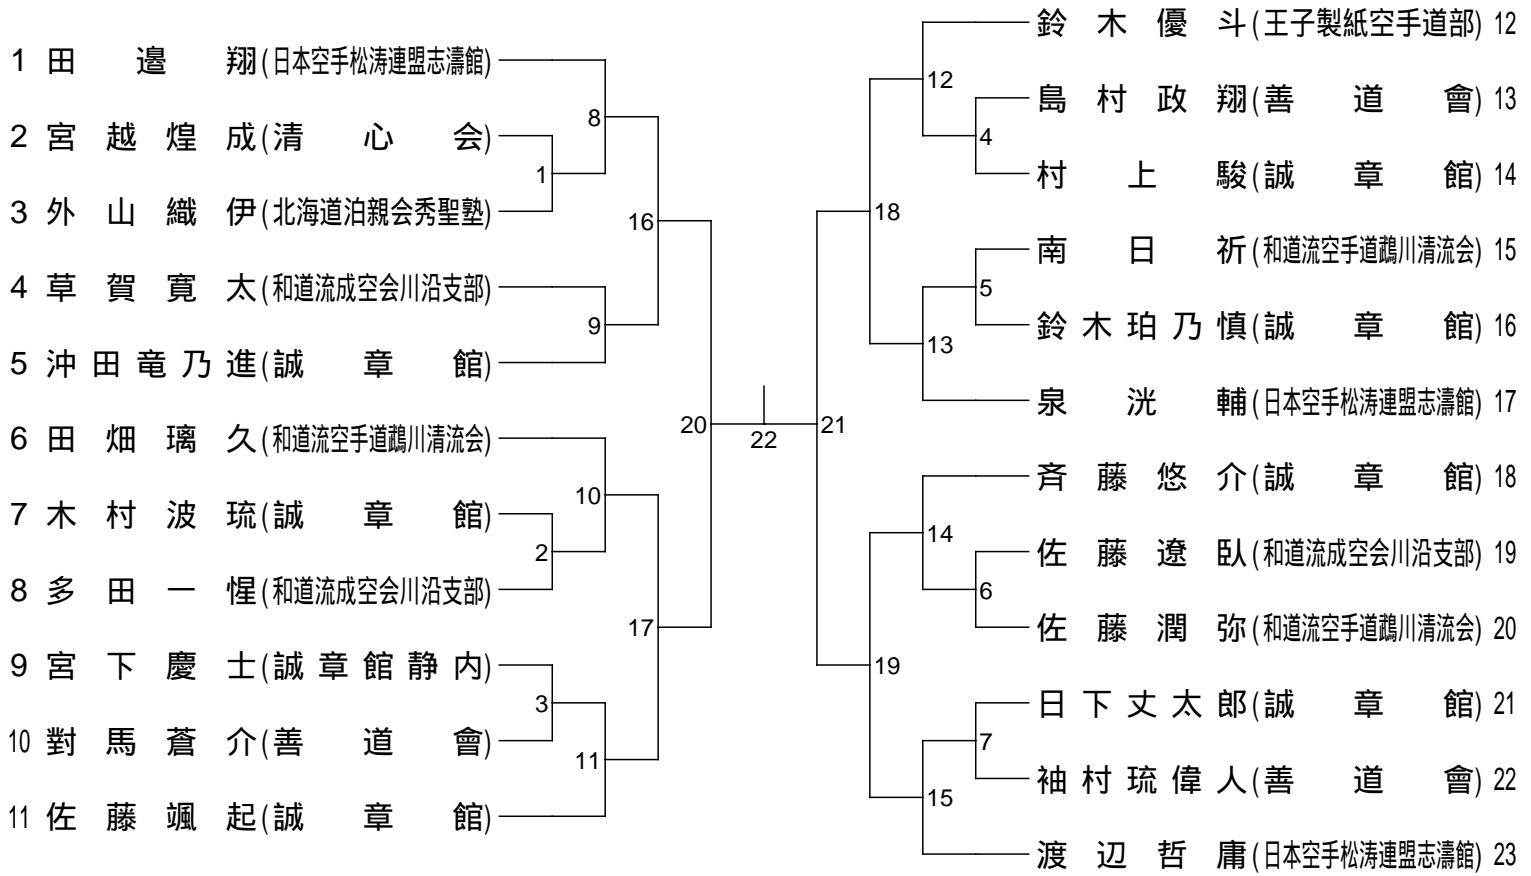 1 田邉翔(日本空手松涛連盟志濤館)
2 宮越煌成(清心会)
3 外山織伊(北海道泊親会秀聖塾)
4 草賀寛太(和道流成空会川沿支部)
5 沖田竜乃進(誠章館)
6 田畑璃久(和道流空手道鵡川清流会)
7 木村波琉(誠章館)
8 多田一惺(和道流成空会川沿支部)
9 宮下慶士(誠章館静内)
10 對馬蒼介(善道會)
11 佐藤颯起(誠章館)
8
1
16
9
10
2
17
3
11
20
22
21
12
4
18
5
13
14
6
19
7
15
鈴木優斗(王子製紙空手道部) 12
島村政翔(善道會) 13
村上駿(誠章館) 14
南日祈(和道流空手道鵡川清流会) 15
鈴木珀乃慎(誠章館) 16
泉洸輔(日本空手松涛連盟志濤館) 17
斉藤悠介(誠章館) 18
佐藤遼臥(和道流成空会川沿支部) 19
佐藤潤弥(和道流空手道鵡川清流会) 20
日下丈太郎(誠章館) 21
袖村琉偉人(善道會) 22
渡辺哲庸(日本空手松涛連盟志濤館) 23